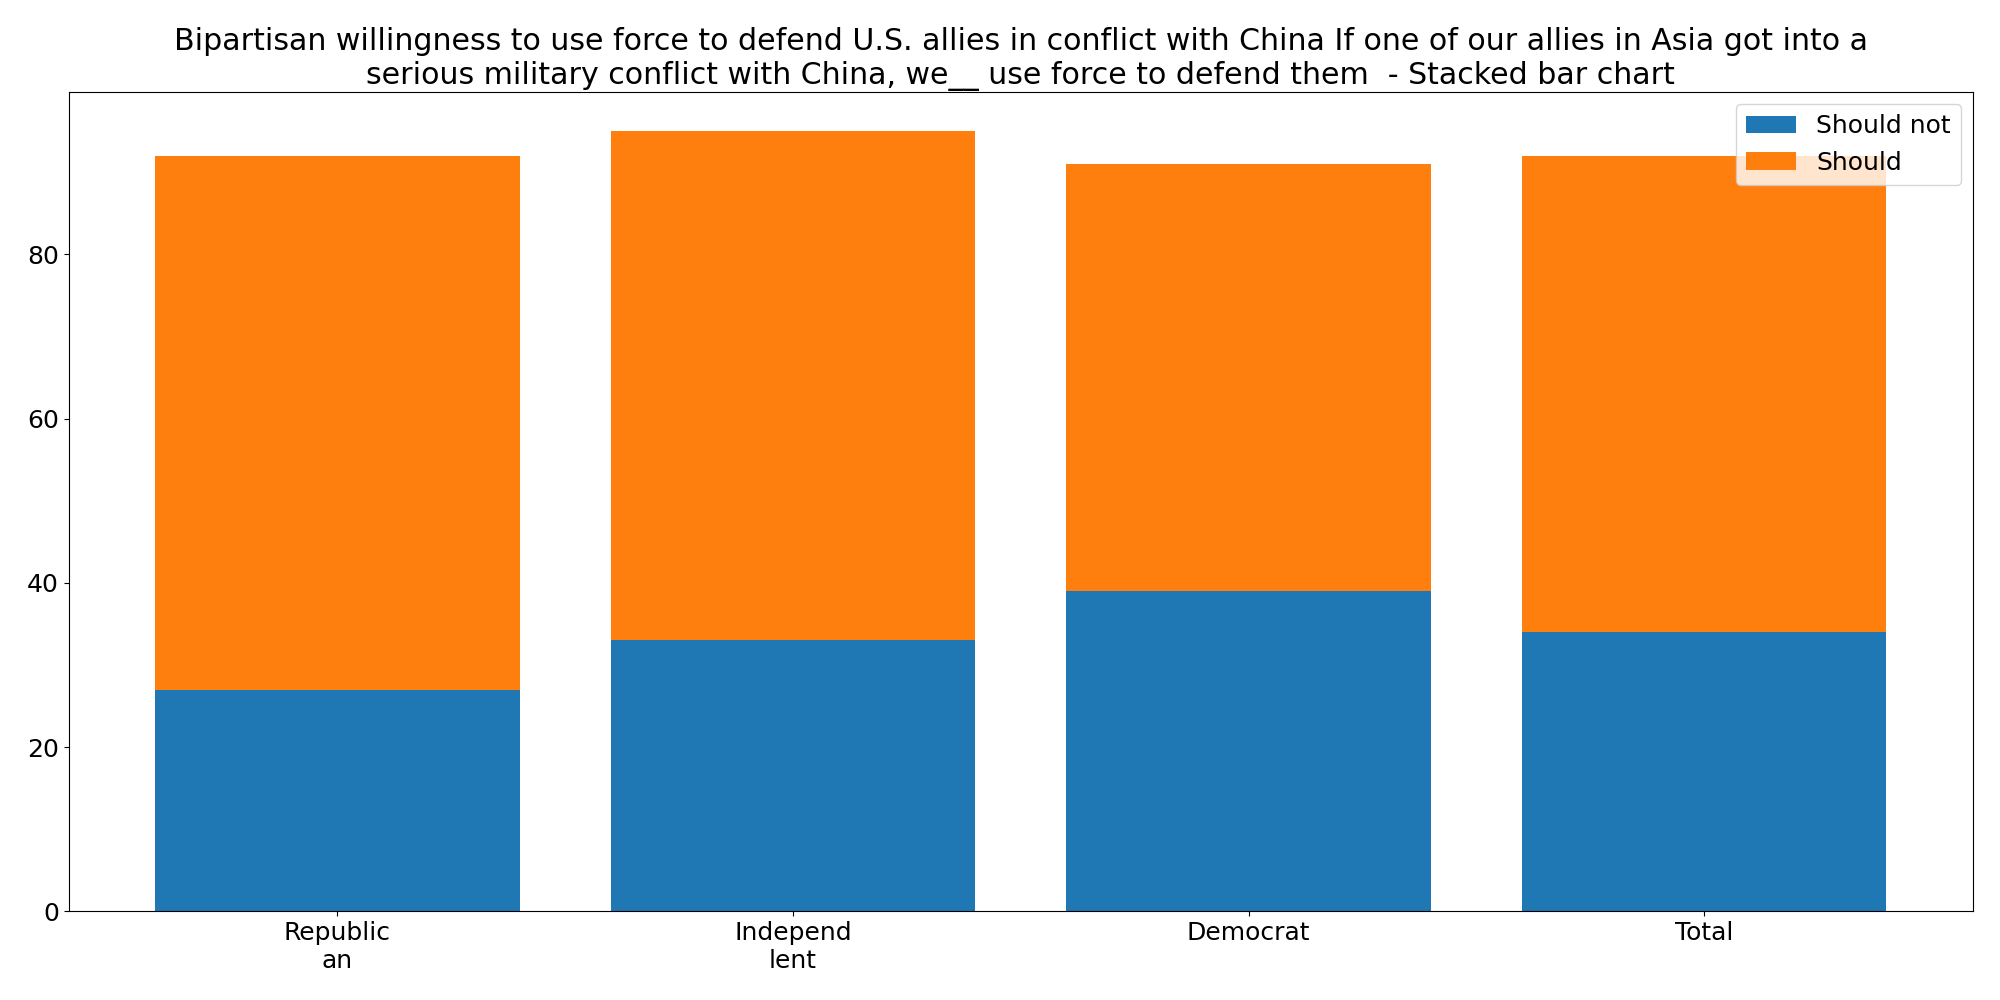 Bipartisan willingness to use force to defend U.S. allies in conflict with China If one of our allies in Asia got into a
serious military conflict with China, we__ use force to defend them  - Stacked bar chart
Should not
Should
80
60
40
20
0
Republic
an
Independ
lent
Democrat
Total